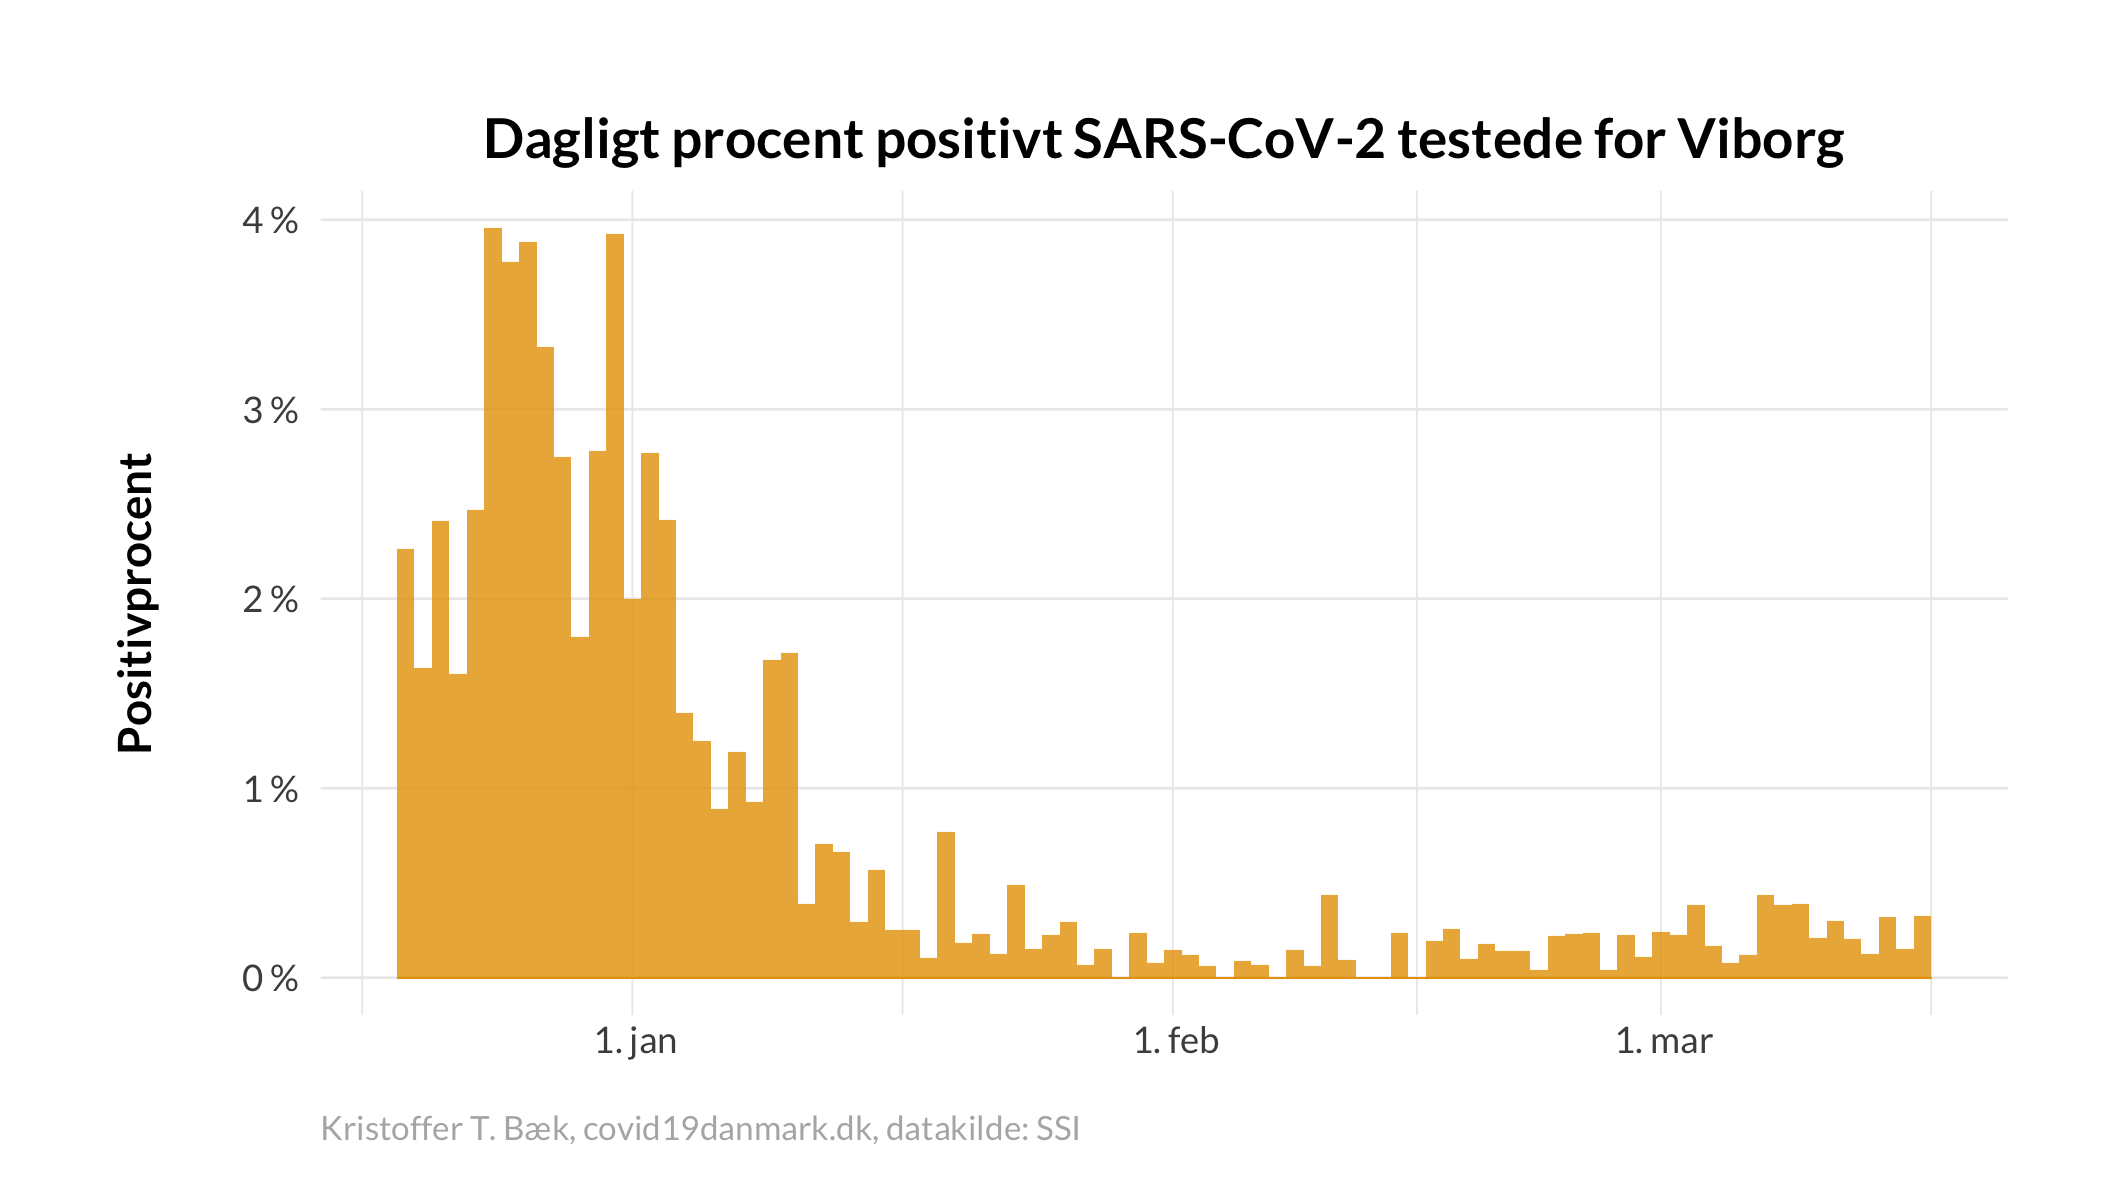 Dagligt procent positivt SARS-CoV-2 testede for Viborg
Positivprocent
4 %
3 %
2 %
1 %
0 %
1. jan
1. feb
1. mar
Kristoffer T. Bæk, covid19danmark.dk, datakilde: SSI